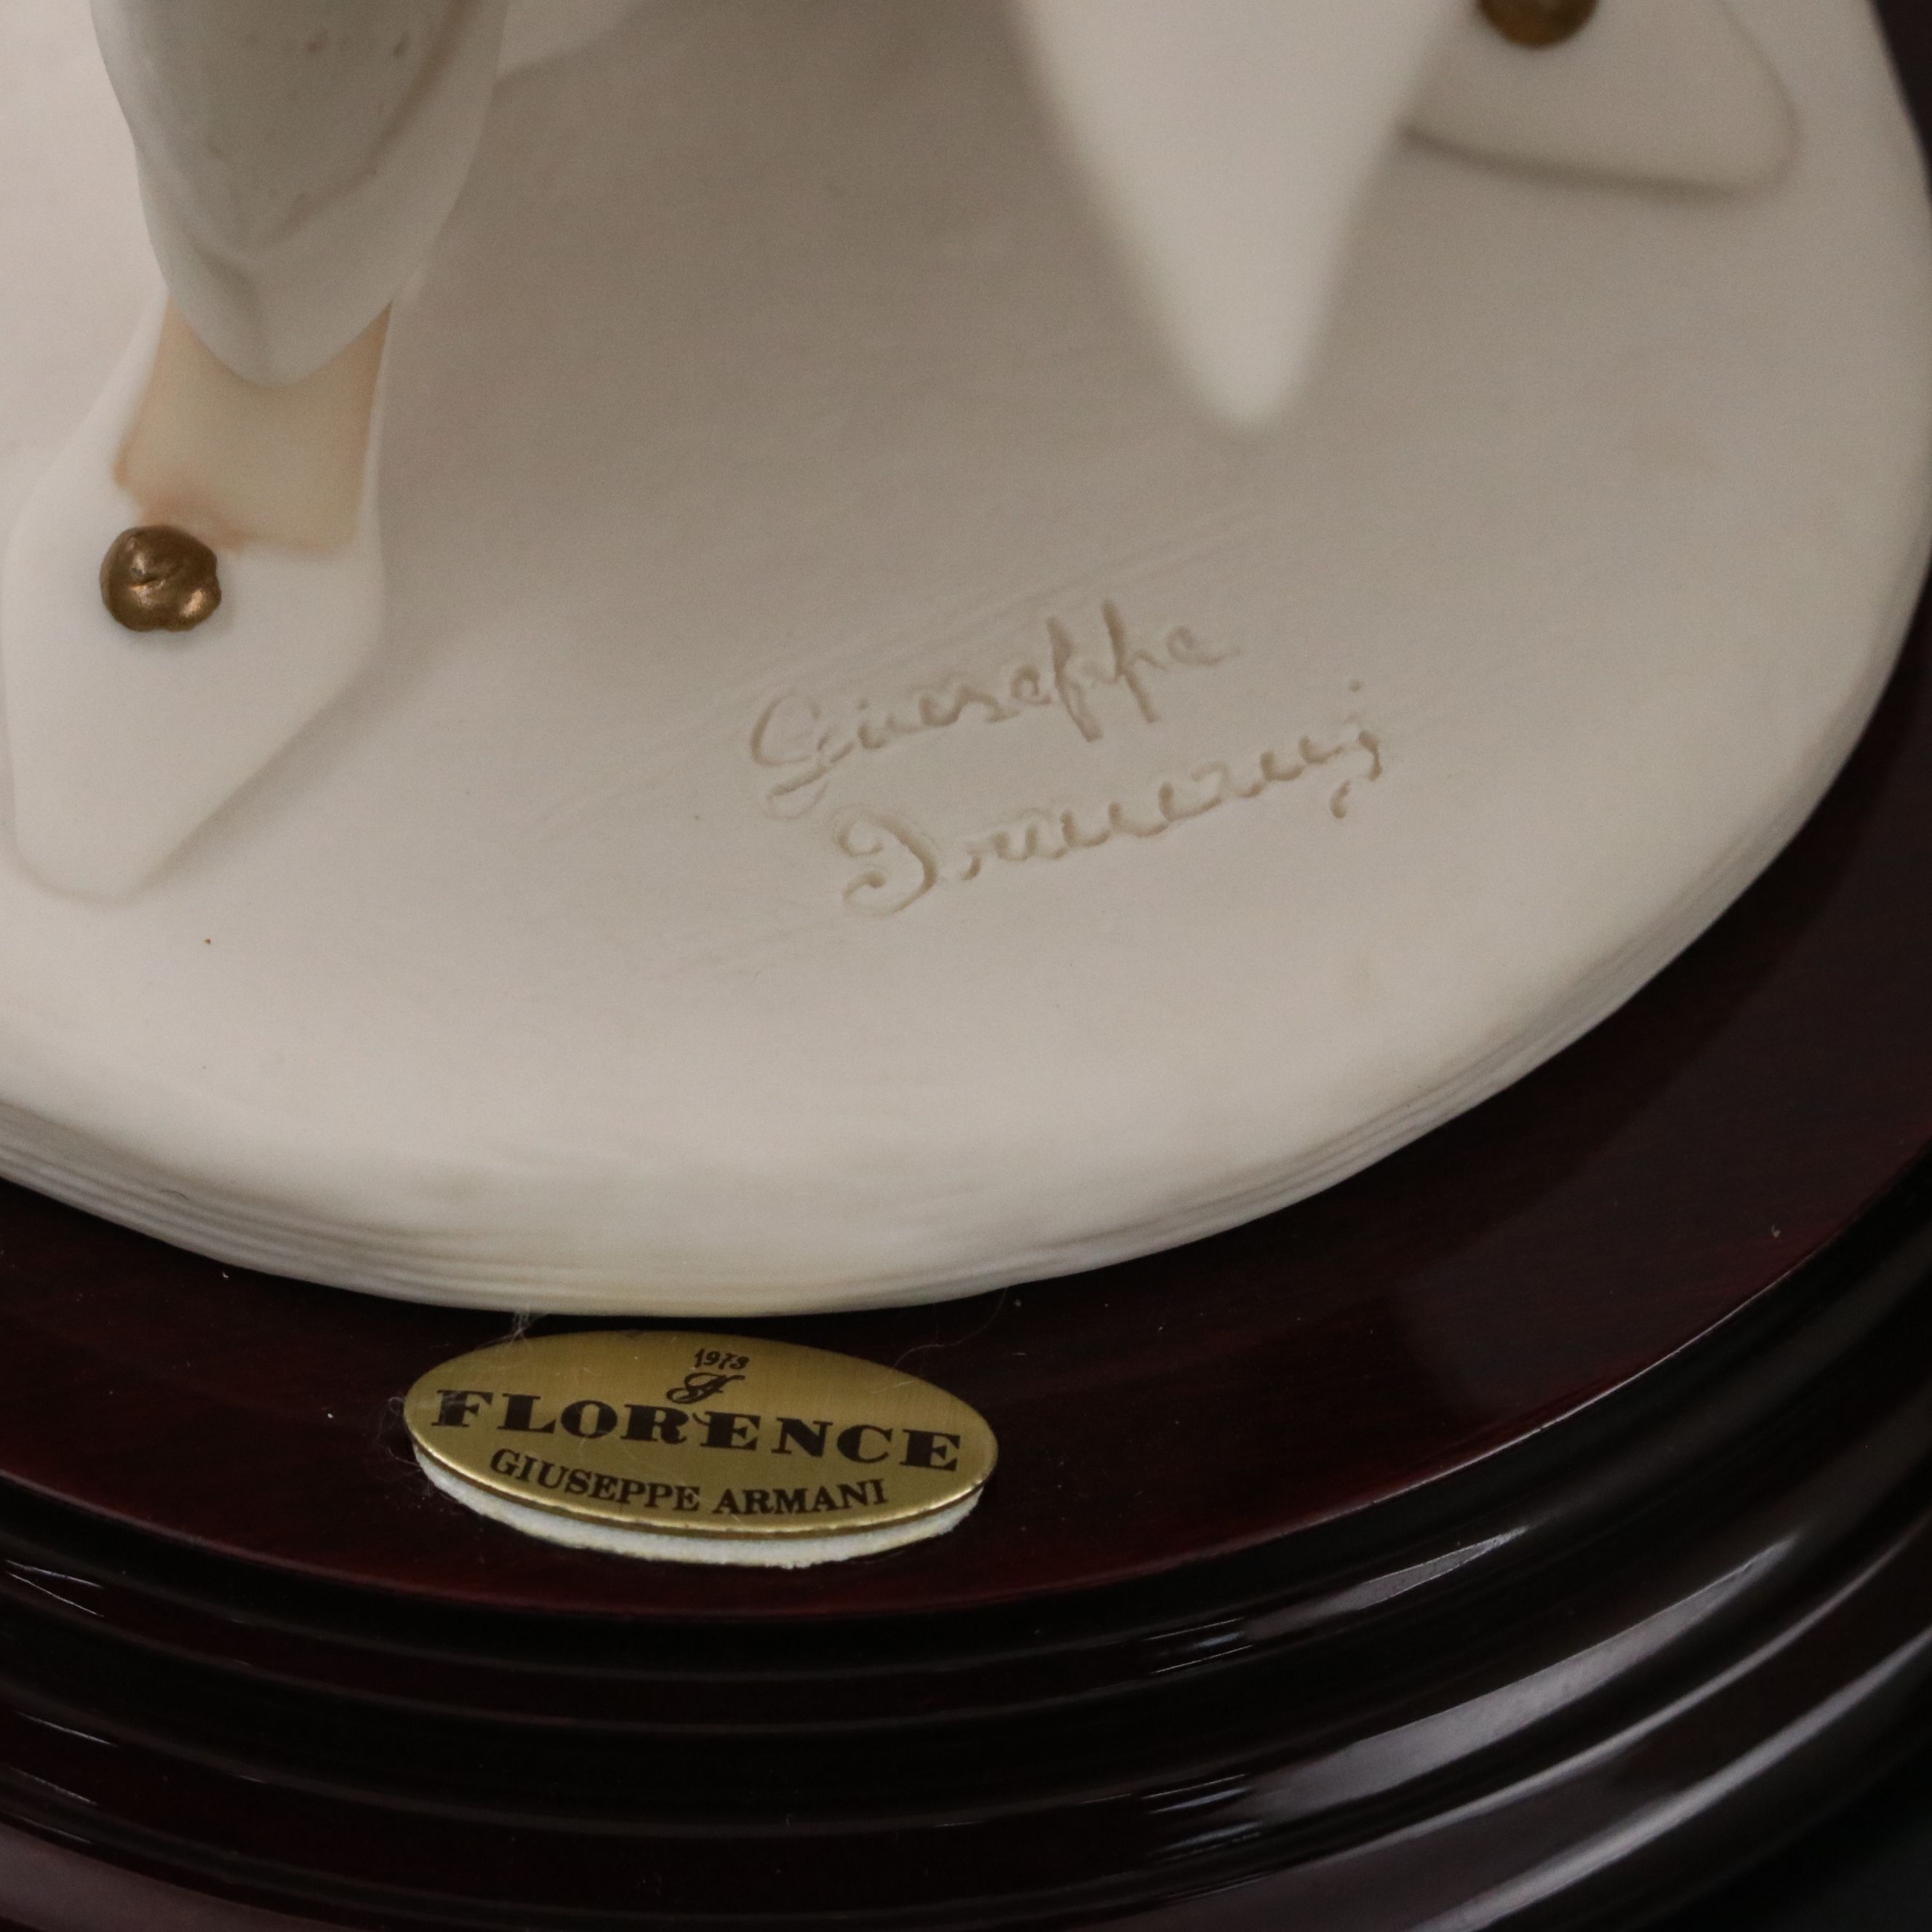 Giuseppe
Armani
1973
F
FLORENCE
GIUSEPPE ARMANI